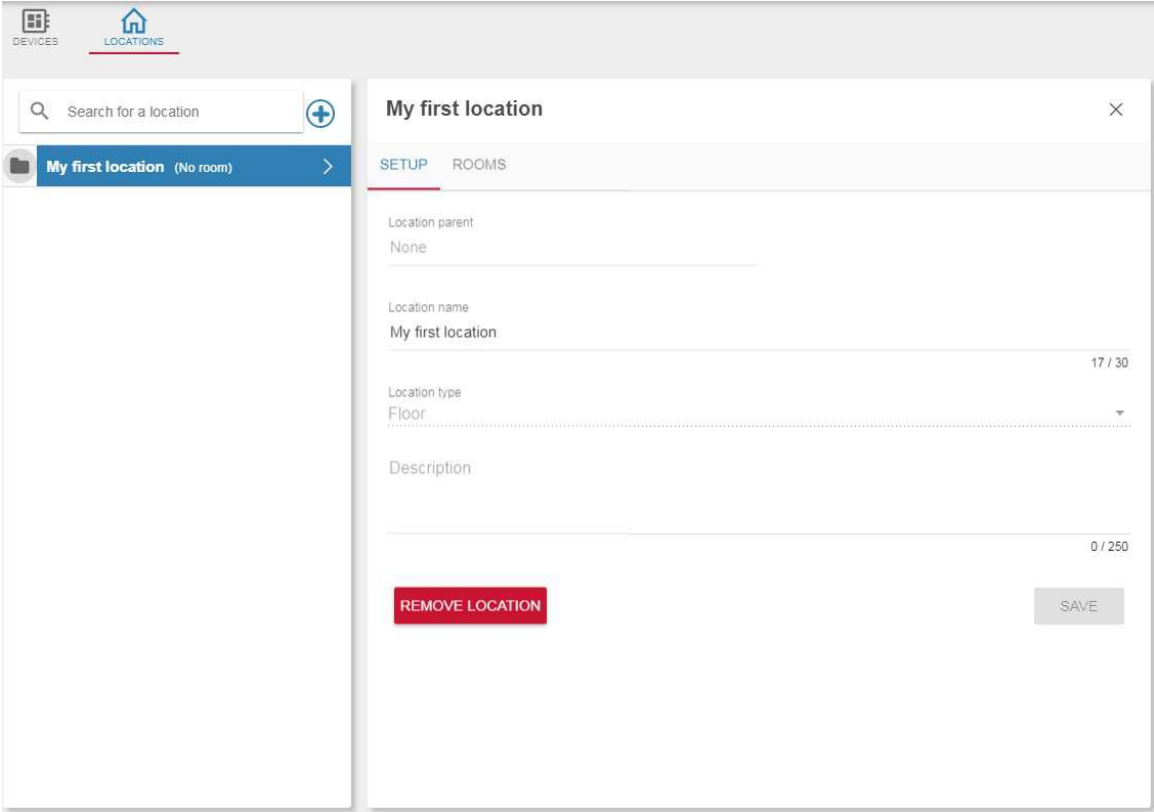 DEVICES
LOCATIONS
Search for a location
My first location (No room)
My first location
SETUP ROOMS
Location parent
None
Location name
My first location
17 / 30
Location type
Floor
Description
0 / 250
REMOVE LOCATION
SAVE